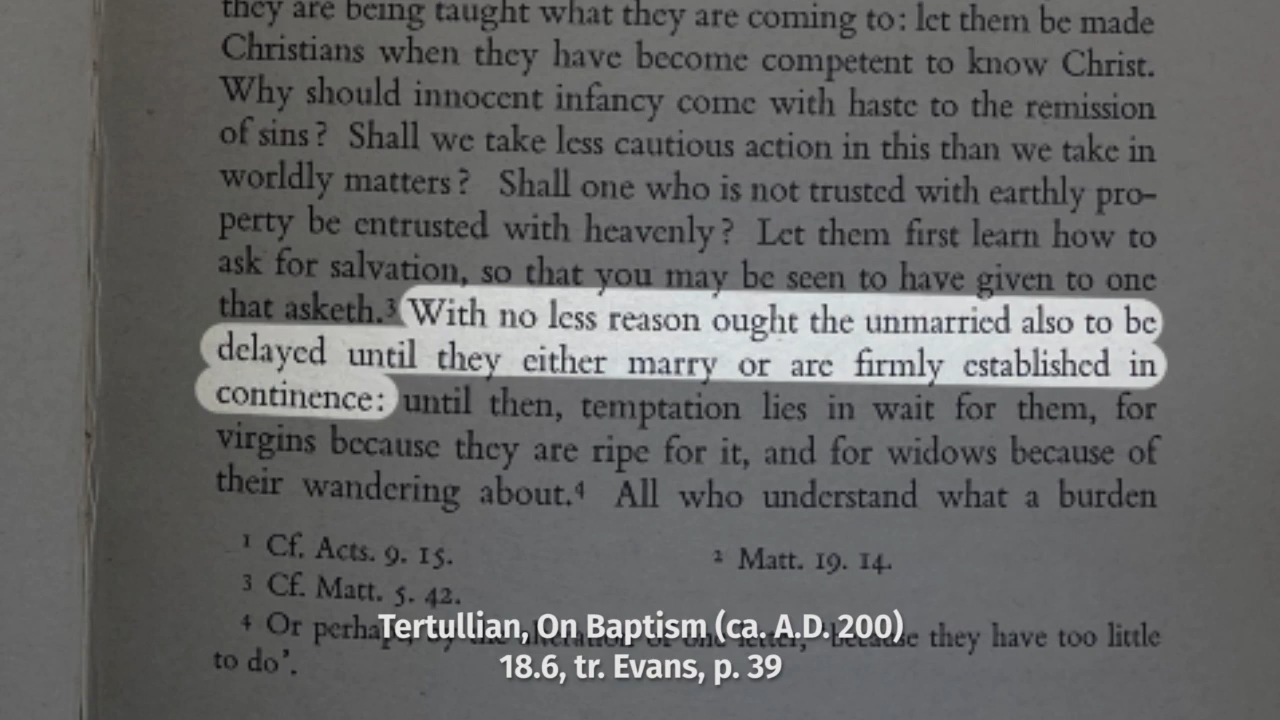 they are being taught what they are coming to: let them be made
Christians when they have become competent to know Christ.
Why should innocent infancy come with haste to the remission
of sins? Shall we take less cautious action in this than we take in
worldly matters? Shall one who is not trusted with earthly pro-
perty be entrusted with heavenly? Let them first learn how to
ask for salvation, so that you may be seen to have given to one
that asketh.³ With no less reason ought the unmarried also to be
delayed until they either marry or are firmly established in
continence: until then, temptation lies in wait for them, for
virgins because they are ripe for it, and for widows because of
their wandering about.⁴ All who understand what a burden
¹ Cf. Acts. 9. 15. ² Matt. 19. 14.
³ Cf. Matt. 5. 42.
⁴ Or perhaps, by the alteration of one letter, 'because they have too little
to do'.
Tertullian, On Baptism (ca. A.D. 200)
18.6, tr. Evans, p. 39